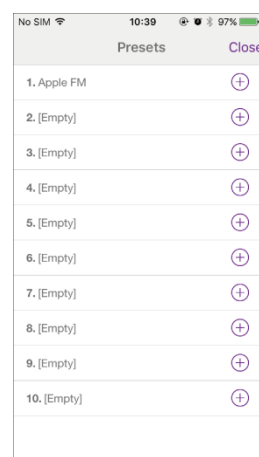 No SIM 10:39 97%
Presets Close
1. Apple FM
2. [Empty]
3. [Empty]
4. [Empty]
5. [Empty]
6. [Empty]
7. [Empty]
8. [Empty]
9. [Empty]
10. [Empty]